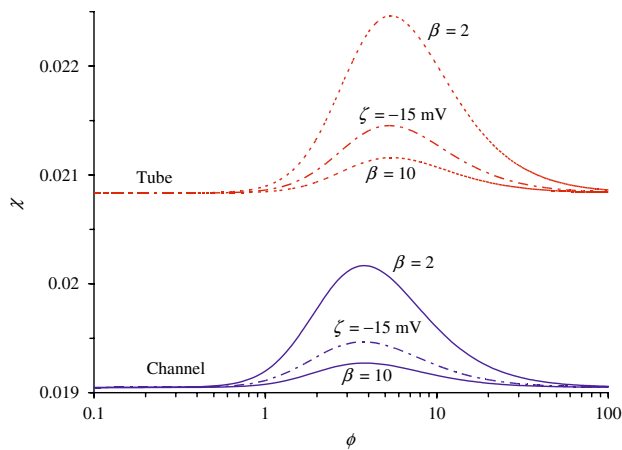 β = 2
0.022
ζ = −15 mV
Tube
β = 10
0.021
χ
0.02
β = 2
ζ = −15 mV
Channel
β = 10
0.019
0.1 1 10 100
ϕ